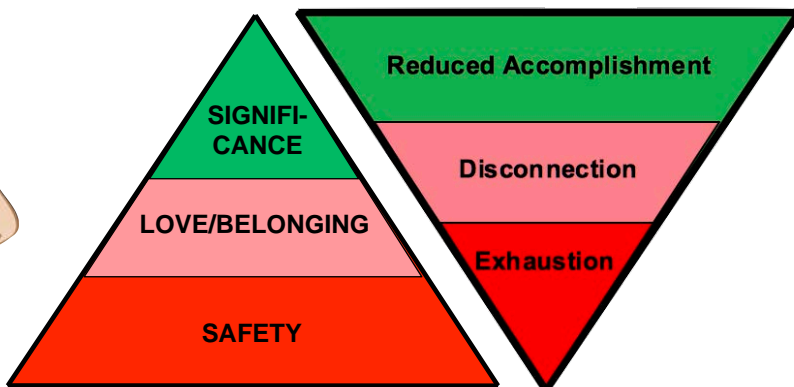 SIGNIFI-
CANCE
LOVE/BELONGING
SAFETY
Reduced Accomplishment
Disconnection
Exhaustion